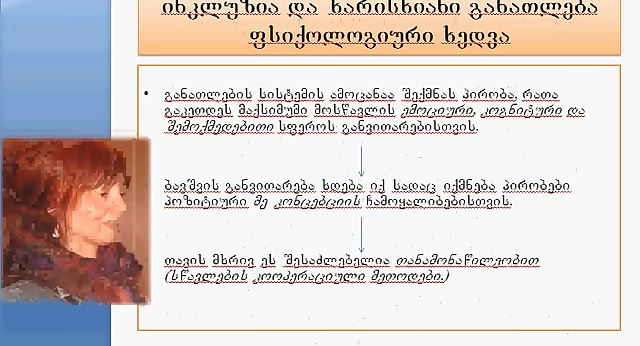 ინკლუზია და ხარისხიანი განათლება
ფსიქოლოგიური ხედვა
• განათლების სისტემის ამოცანაა შექმნას პირობა, რათა
გაკეთდეს მაქსიმუმი მოსწავლის ემოციური, კოგნიტური და
შემოქმედებითი სფეროს განვითარებისთვის.
ბავშვის განვითარება ხდება იქ სადაც იქმნება პირობები
პოზიტიური მე კონცეფციის ჩამოყალიბებისთვის.
თავის მხრივ ეს შესაძლებელია თანამონაწილეობით
(სწავლების კოოპერაციული მეთოდები.)